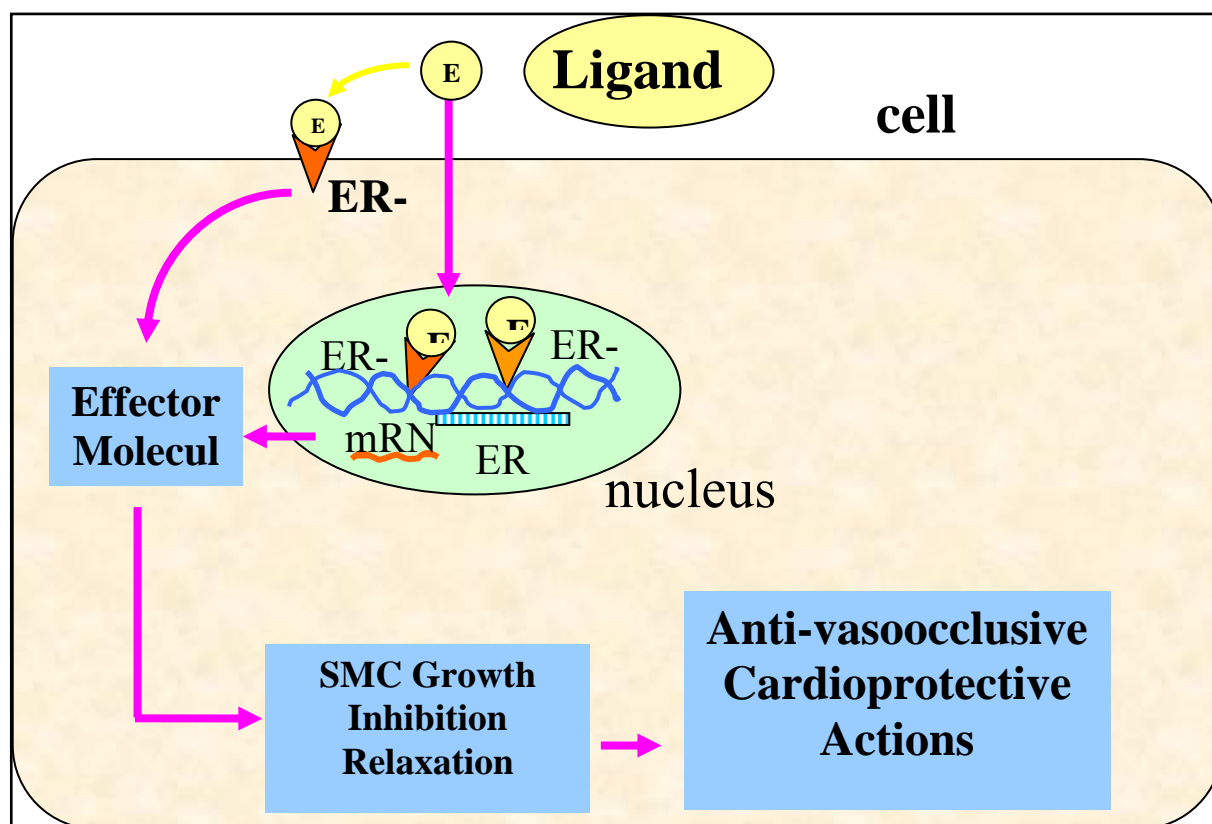 E
Ligand
cell
E
ER-
E
E
ER-
ER-
mRN
ER
nucleus
Effector
Molecul
SMC Growth
Inhibition
Relaxation
Anti-vasoocclusive
Cardioprotective
Actions